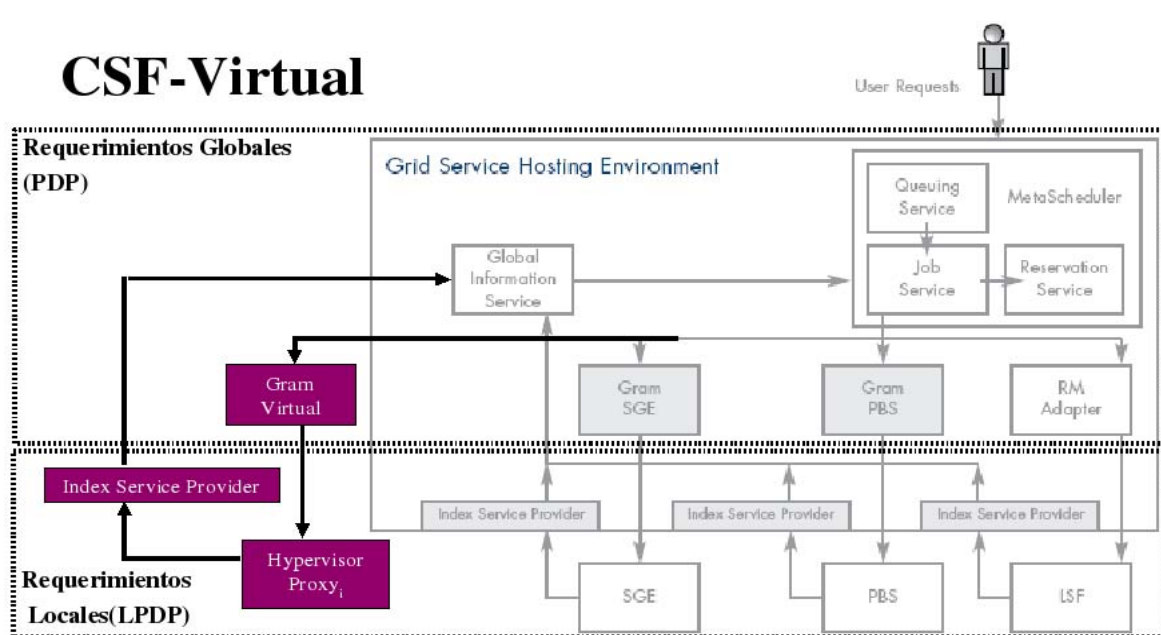 CSF-Virtual
User Requests
Requerimientos Globales
(PDP)
Grid Service Hosting Environment
Queuing
Service
MetaScheduler
Global
Information
Service
Job
Service
Reservation
Service
Gram
Virtual
Gram
SGE
Gram
PBS
RM
Adapter
Index Service Provider
Index Service Provider
Index Service Provider
Index Service Provider
Hypervisor
Proxyi
Requerimientos
Locales(LPDP)
SGE
PBS
LSF